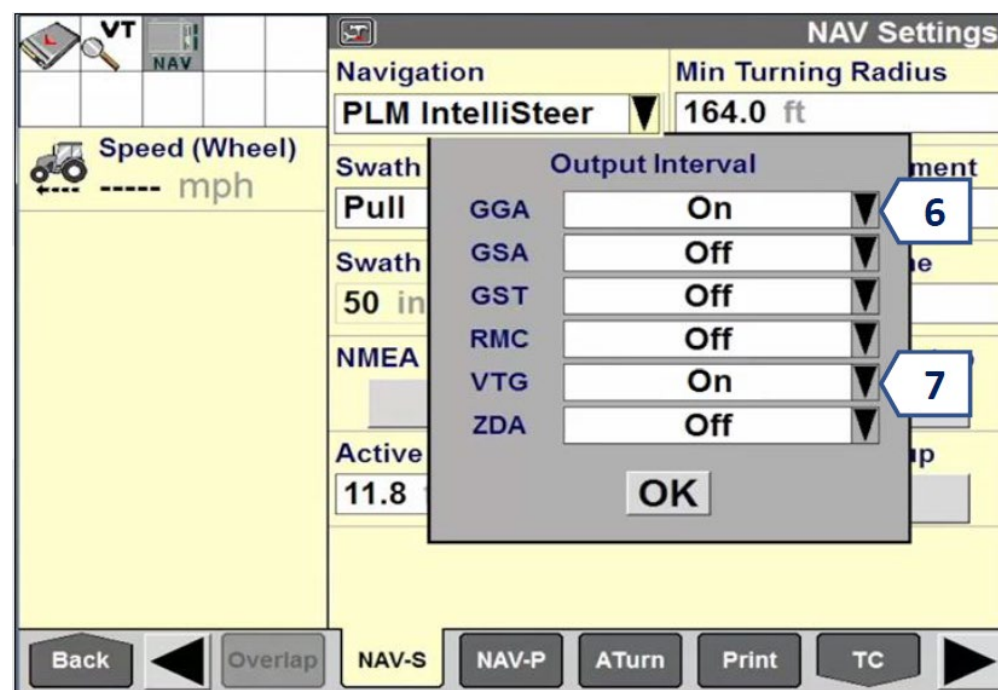 VT
NAV
Speed (Wheel)
----- mph
NAV Settings
Navigation
Min Turning Radius
PLM IntelliSteer
164.0 ft
Swath
ment
Pull
Swath
50 in
NMEA
Active
11.8
Output Interval
GGA On
6
GSA Off
GST Off
RMC Off
VTG On
7
ZDA Off
OK
up
Back
Overlap
NAV-S
NAV-P
ATurn
Print
TC